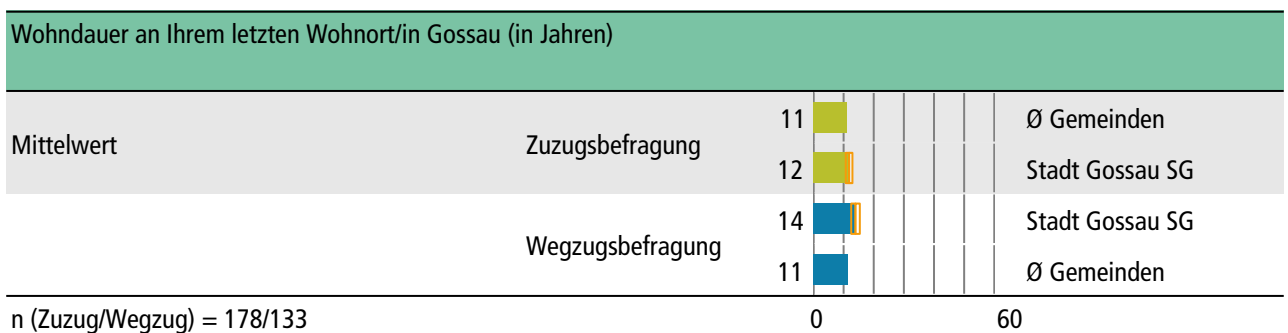 Wohndauer an Ihrem letzten Wohnort/in Gossau (in Jahren)
Mittelwert
Zuzugsbefragung
11 Ø Gemeinden
12 Stadt Gossau SG
Wegzugsbefragung
14 Stadt Gossau SG
11 Ø Gemeinden
n (Zuzug/Wegzug) = 178/133 0 60